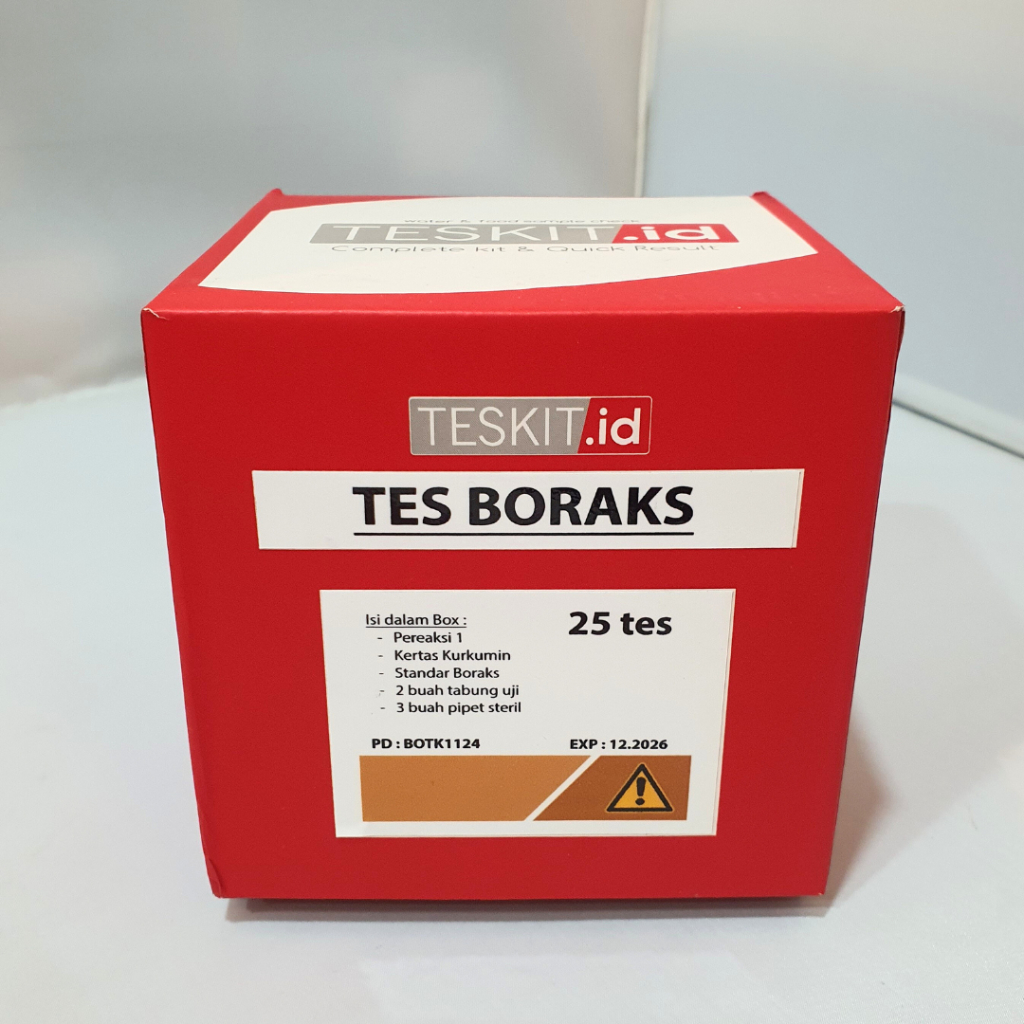 water & food sample check
TESKIT.id
Complete kit & Quick Result
TESKIT.id
TES BORAKS
Isi dalam Box :
- Pereaksi 1
- Kertas Kurkumin
- Standar Boraks
- 2 buah tabung uji
- 3 buah pipet steril
25 tes
PD : BOTK1124
EXP : 12.2026